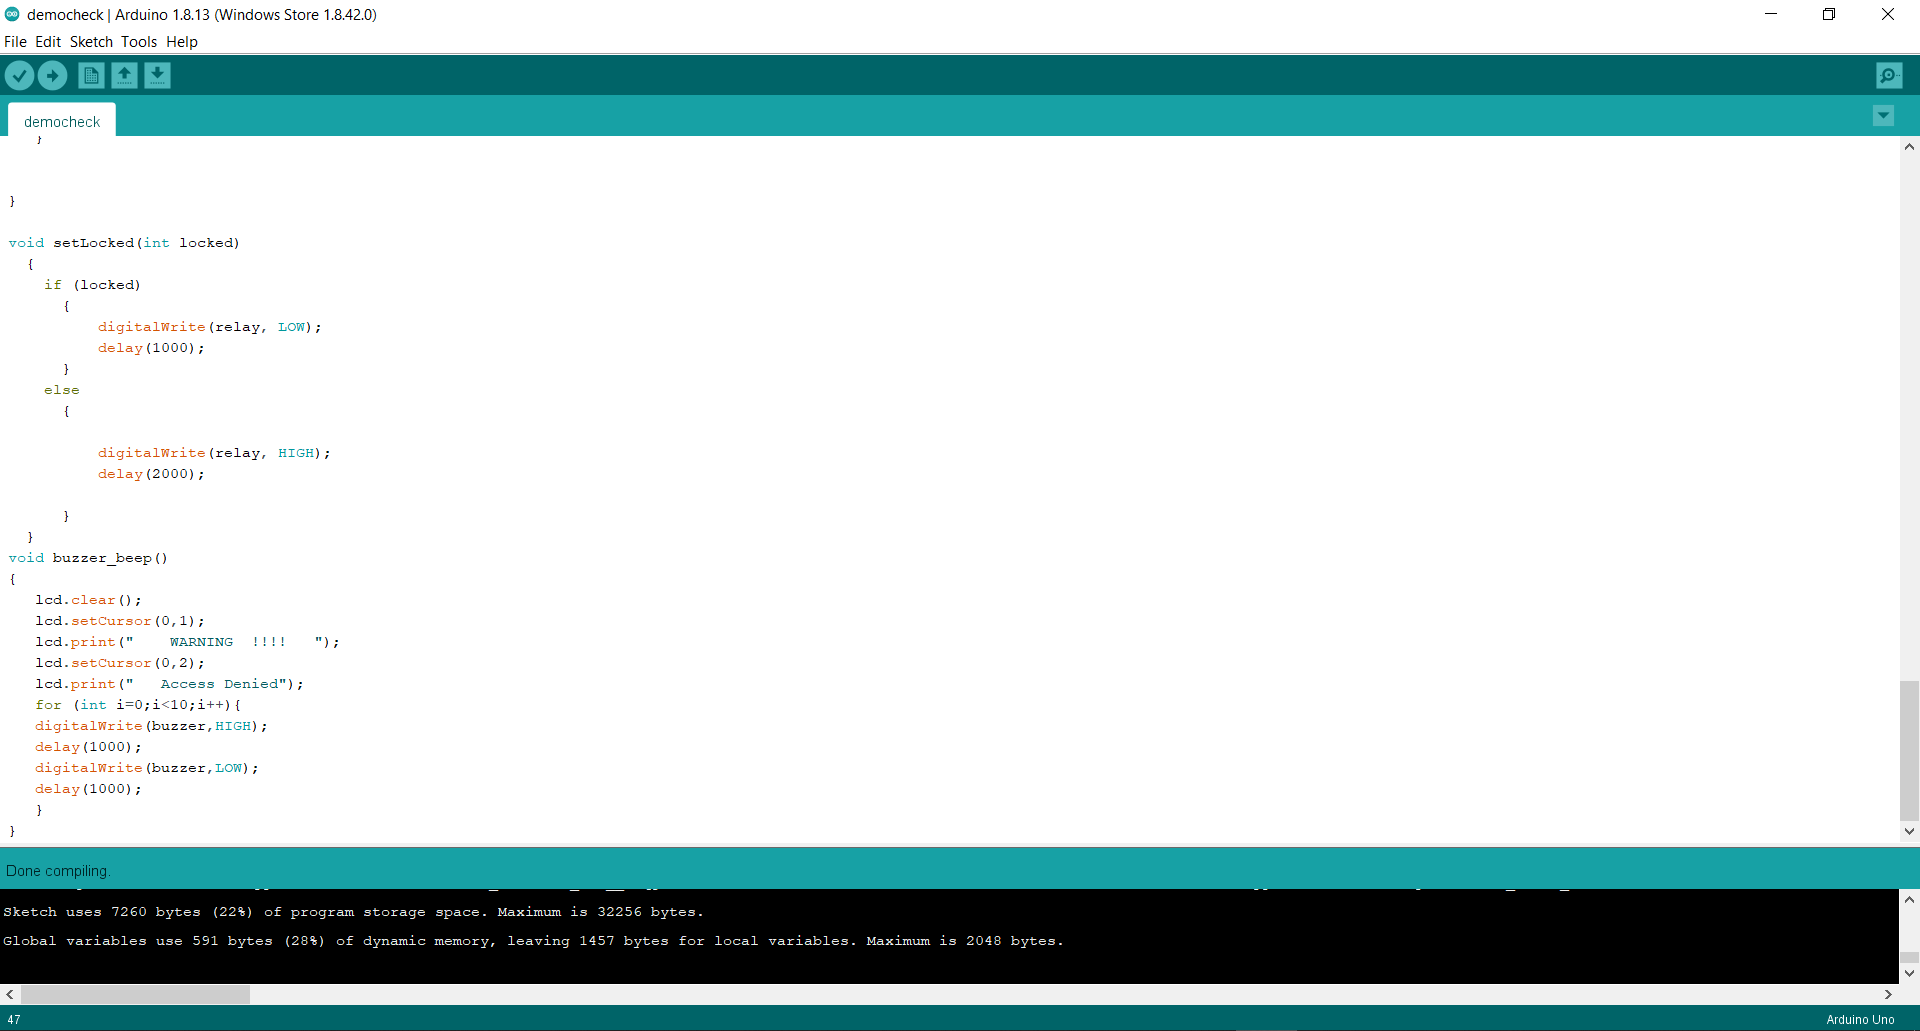 democheck | Arduino 1.8.13 (Windows Store 1.8.42.0)
File Edit Sketch Tools Help
democheck
}
}
void setLocked(int locked)
{
if (locked)
{
digitalWrite(relay, LOW);
delay(1000);
}
else
{
digitalWrite(relay, HIGH);
delay(2000);
}
}
void buzzer_beep()
{
lcd.clear();
lcd.setCursor(0,1);
lcd.print("    WARNING  !!!!   ");
lcd.setCursor(0,2);
lcd.print("   Access Denied");
for (int i=0;i<10;i++){
digitalWrite(buzzer,HIGH);
delay(1000);
digitalWrite(buzzer,LOW);
delay(1000);
}
}
Done compiling.
Sketch uses 7260 bytes (22%) of program storage space. Maximum is 32256 bytes.
Global variables use 591 bytes (28%) of dynamic memory, leaving 1457 bytes for local variables. Maximum is 2048 bytes.
47
Arduino Uno